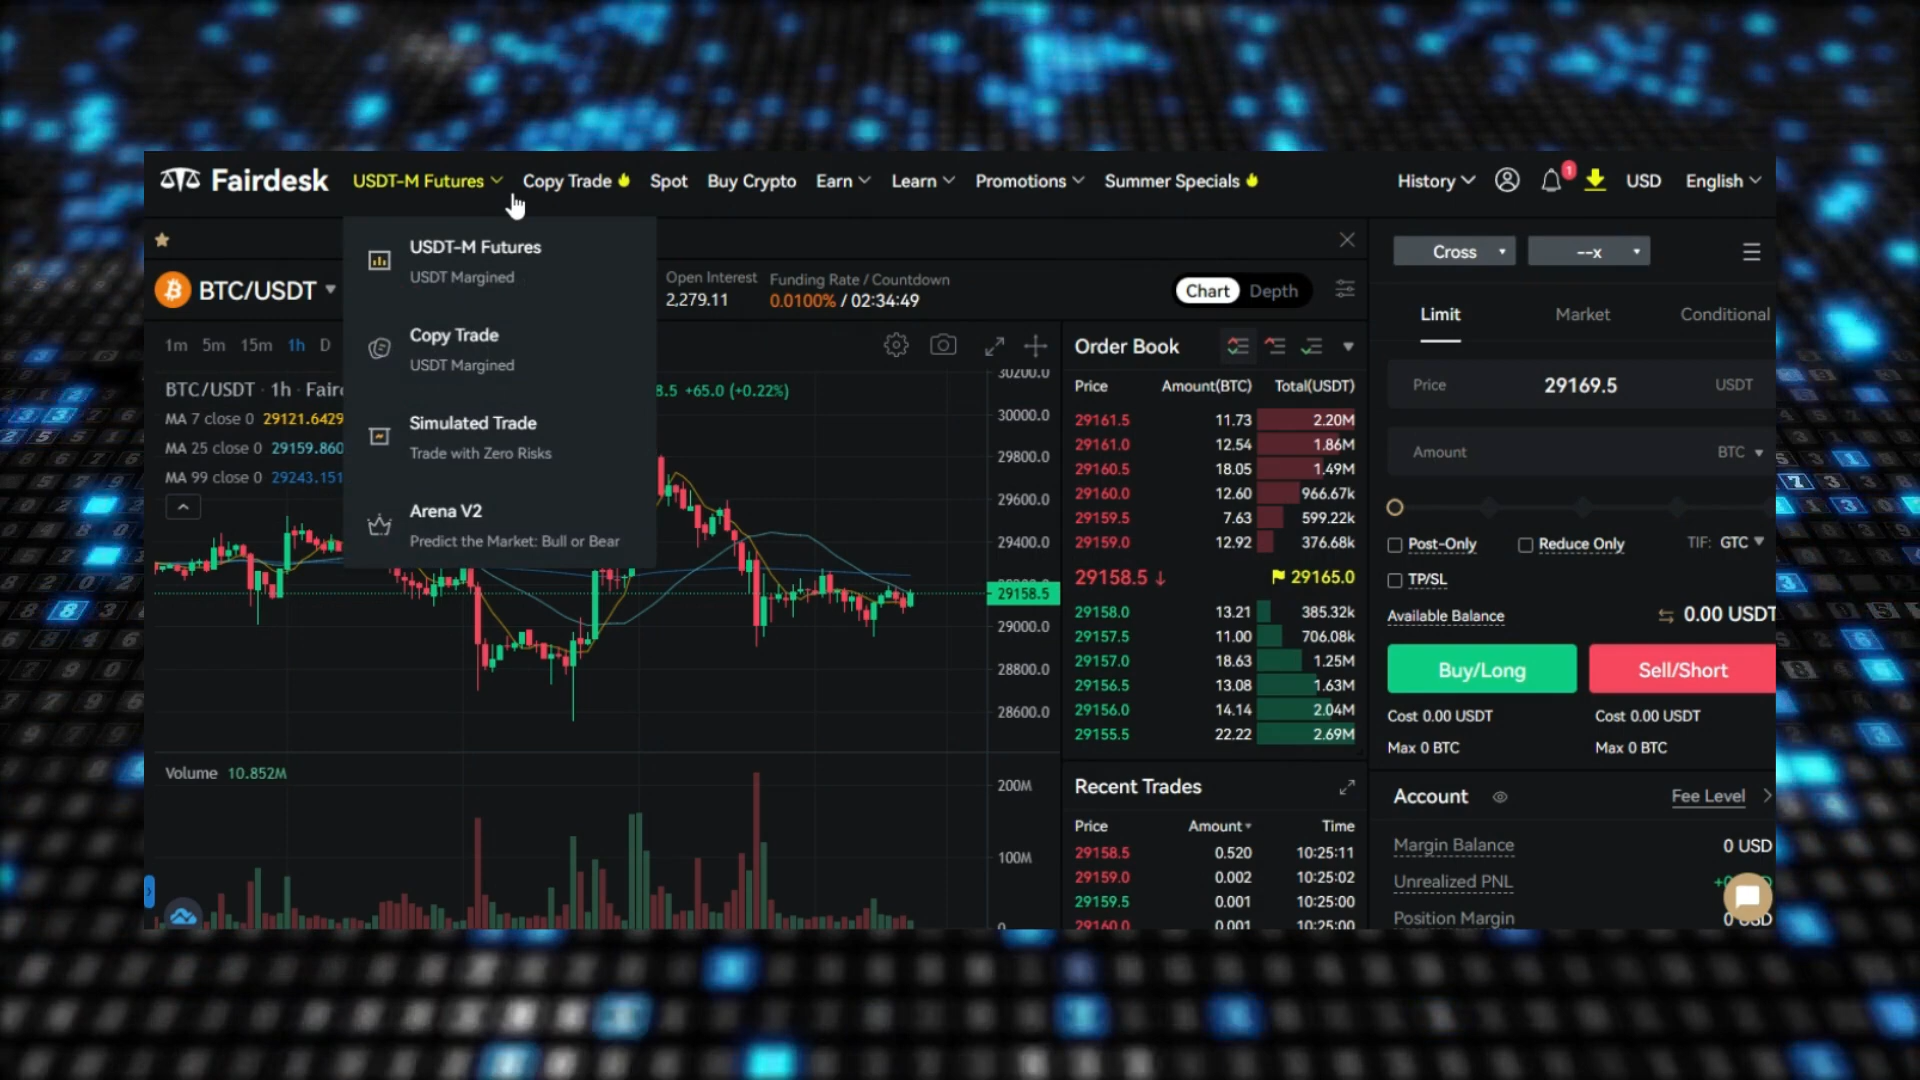 Fairdesk
USDT-M Futures
Copy Trade
Spot
Buy Crypto
Earn
Learn
Promotions
Summer Specials
History
1
USD
English
USDT-M Futures
USDT Margined
Copy Trade
USDT Margined
Simulated Trade
Trade with Zero Risks
Arena V2
Predict the Market: Bull or Bear
BTC/USDT
Open Interest
2,279.11
Funding Rate / Countdown
0.0100% / 02:34:49
Chart
Depth
1m 5m 15m 1h D
BTC/USDT · 1h · Fair
8.5 +65.0 (+0.22%)
MA 7 close 0 29121.6429
MA 25 close 0 29159.860
MA 99 close 0 29243.151
30200.0
30000.0
29800.0
29600.0
29400.0
29158.5
29000.0
28800.0
28600.0
Volume 10.852M
200M
100M
0
Order Book
Price Amount(BTC) Total(USDT)
29161.5 11.73 2.20M
29161.0 12.54 1.86M
29160.5 18.05 1.49M
29160.0 12.60 966.67k
29159.5 7.63 599.22k
29159.0 12.92 376.68k
29158.5 ↓ 29165.0
29158.0 13.21 385.32k
29157.5 11.00 706.08k
29157.0 18.63 1.25M
29156.5 13.08 1.63M
29156.0 14.14 2.04M
29155.5 22.22 2.69M
Recent Trades
Price Amount Time
29158.5 0.520 10:25:11
29159.0 0.002 10:25:02
29159.5 0.001 10:25:00
29160.0 0.001 10:25:00
Cross
--x
Limit
Market
Conditional
Price 29169.5 USDT
Amount BTC
Post-Only
Reduce Only
TIF: GTC
TP/SL
Available Balance
0.00 USDT
Buy/Long
Sell/Short
Cost 0.00 USDT
Cost 0.00 USDT
Max 0 BTC
Max 0 BTC
Account
Fee Level
Margin Balance 0 USD
Unrealized PNL
Position Margin 0 USD